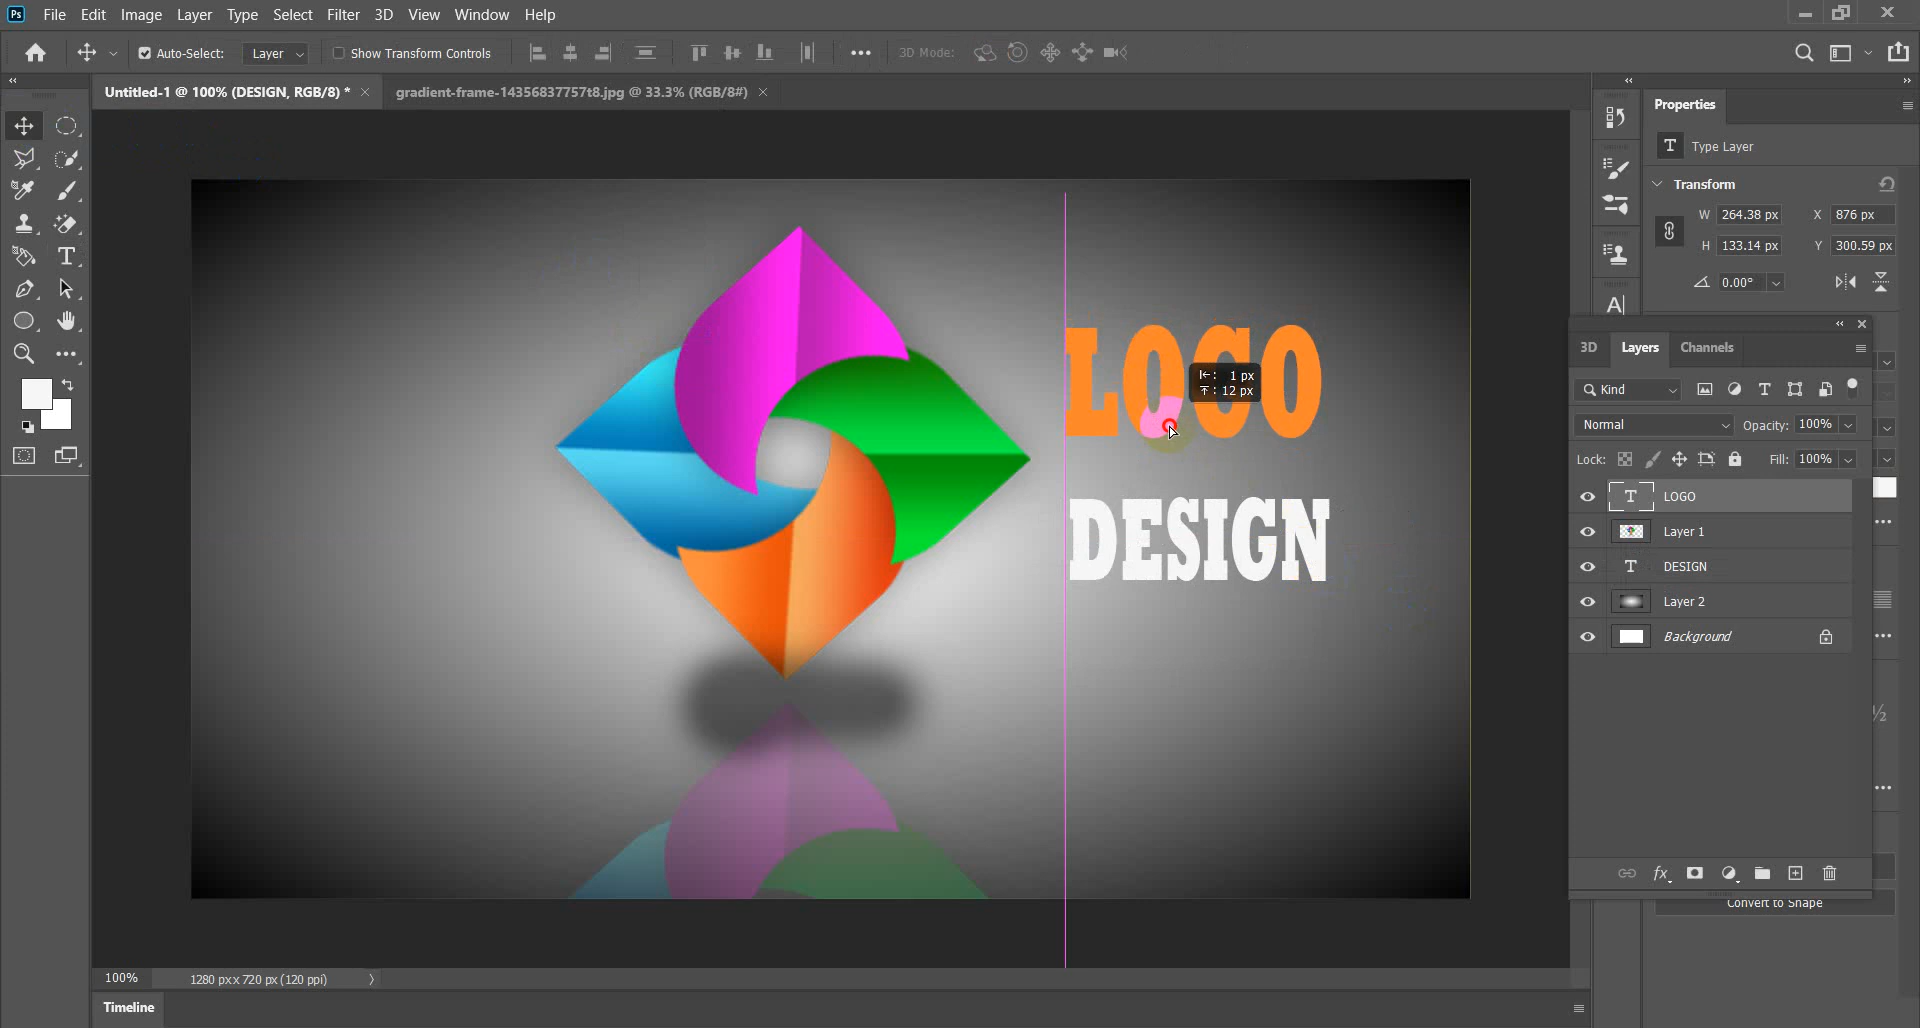 Ps File Edit Image Layer Type Select Filter 3D View Window Help
Auto-Select: Layer Show Transform Controls 3D Mode:
Untitled-1 @ 100% (DESIGN, RGB/8) * gradient-frame-14356837757t8.jpg @ 33.3% (RGB/8#)
Properties
T Type Layer
Transform
W 264.38 px X 876 px
H 133.14 px Y 300.59 px
0.00°
A
LOGO
1 px
12 px
DESIGN
3D Layers Channels
Kind
Normal Opacity: 100%
Lock: Fill: 100%
T LOGO
Layer 1
T DESIGN
Layer 2
Background
Convert to Shape
100% 1280 px x 720 px (120 ppi)
Timeline